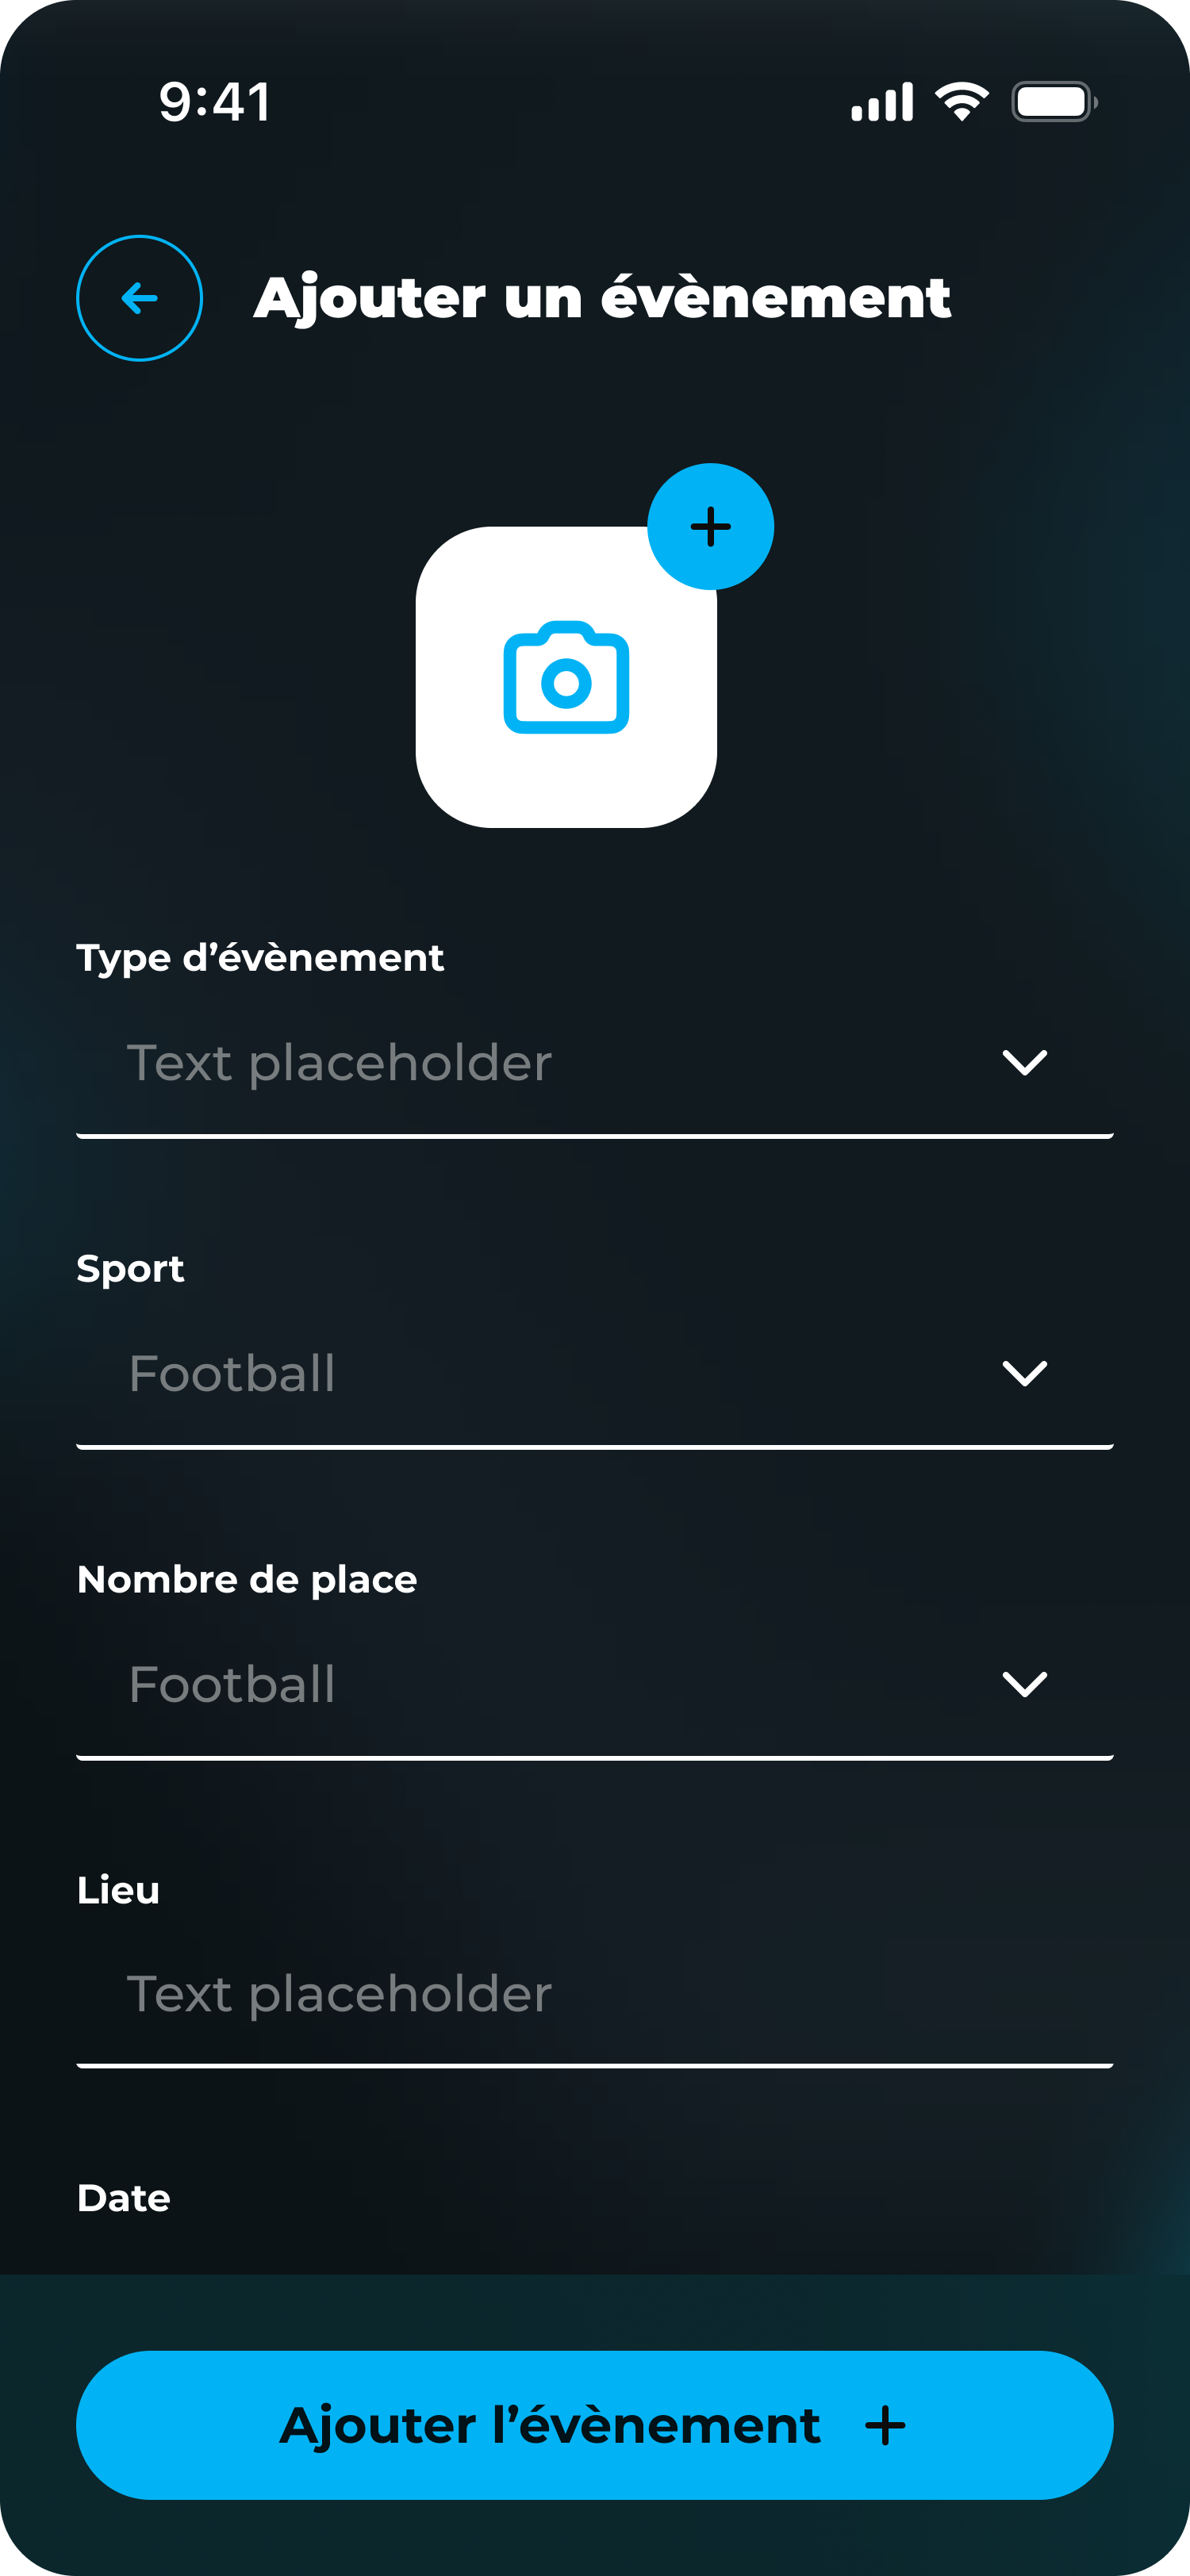 9:41
Ajouter un évènement
Type d’évènement
Text placeholder
Sport
Football
Nombre de place
Football
Lieu
Text placeholder
Date
Ajouter l’évènement